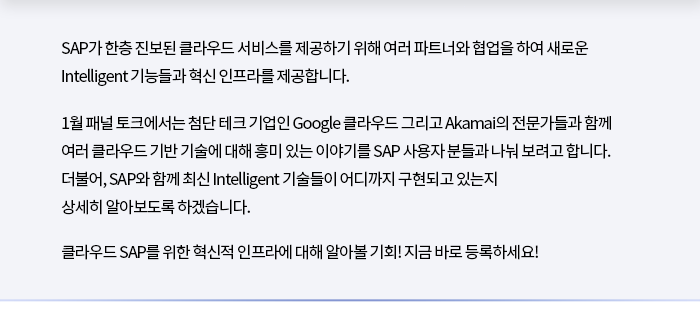 SAP가 한층 진보된 클라우드 서비스를 제공하기 위해 여러 파트너와 협업을 하여 새로운
Intelligent 기능들과 혁신 인프라를 제공합니다.
1월 패널 토크에서는 첨단 테크 기업인 Google 클라우드 그리고 Akamai의 전문가들과 함께
여러 클라우드 기반 기술에 대해 흥미 있는 이야기를 SAP 사용자 분들과 나눠 보려고 합니다.
더불어, SAP와 함께 최신 Intelligent 기술들이 어디까지 구현되고 있는지
상세히 알아보도록 하겠습니다.
클라우드 SAP를 위한 혁신적 인프라에 대해 알아볼 기회! 지금 바로 등록하세요!